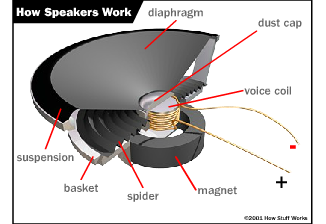 How Speakers Work
diaphragm
dust cap
voice coil
suspension
basket
spider
magnet
-
+
©2001 How Stuff Works